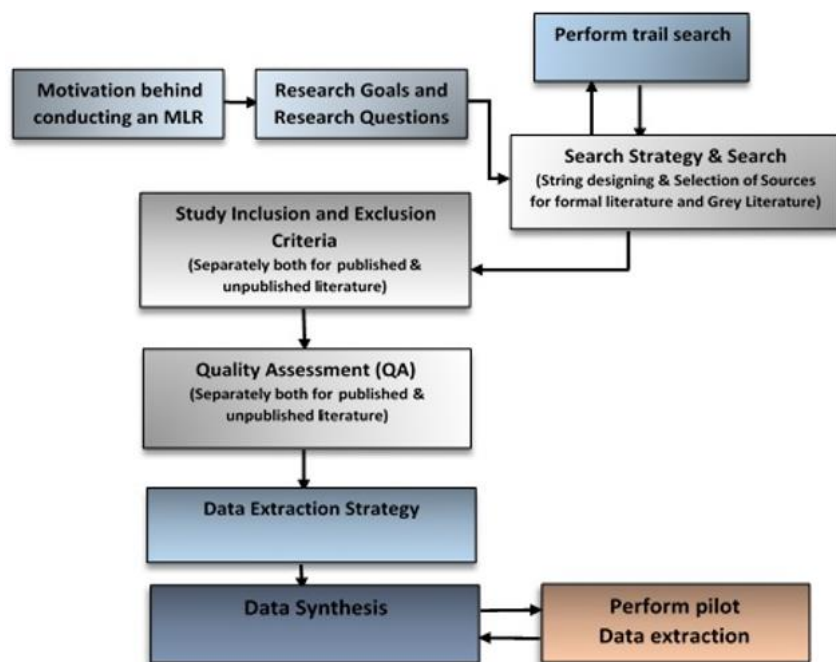 Perform trail search
Motivation behind
conducting an MLR
Research Goals and
Research Questions
Search Strategy & Search
(String designing & Selection of Sources
for formal literature and Grey Literature)
Study Inclusion and Exclusion
Criteria
(Separately both for published &
unpublished literature)
Quality Assessment (QA)
(Separately both for published &
unpublished literature)
Data Extraction Strategy
Data Synthesis
Perform pilot
Data extraction